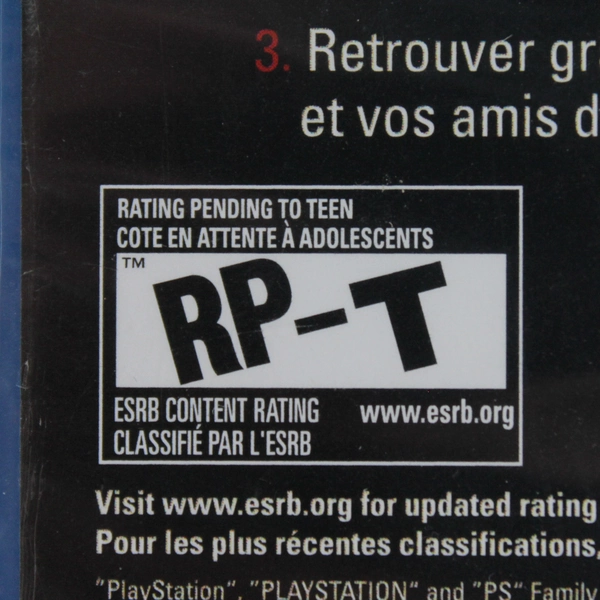 3. Retrouver
et vos amis
RATING PENDING TO TEEN
COTE EN ATTENTE À ADOLESCENTS
TM
RP-T
ESRB CONTENT RATING www.esrb.org
CLASSIFIÉ PAR L'ESRB
Visit www.esrb.org for updated rating
Pour les plus récentes classifications,
"PlayStation", "PLAYSTATION" and "PS" Family